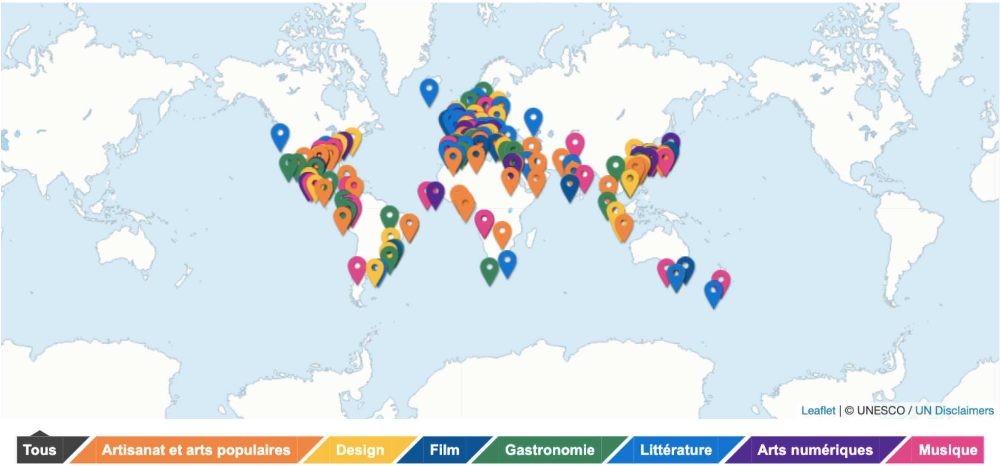 Leaflet | © UNESCO / UN Disclaimers
Tous Artisanat et arts populaires Design Film Gastronomie Littérature Arts numériques Musique